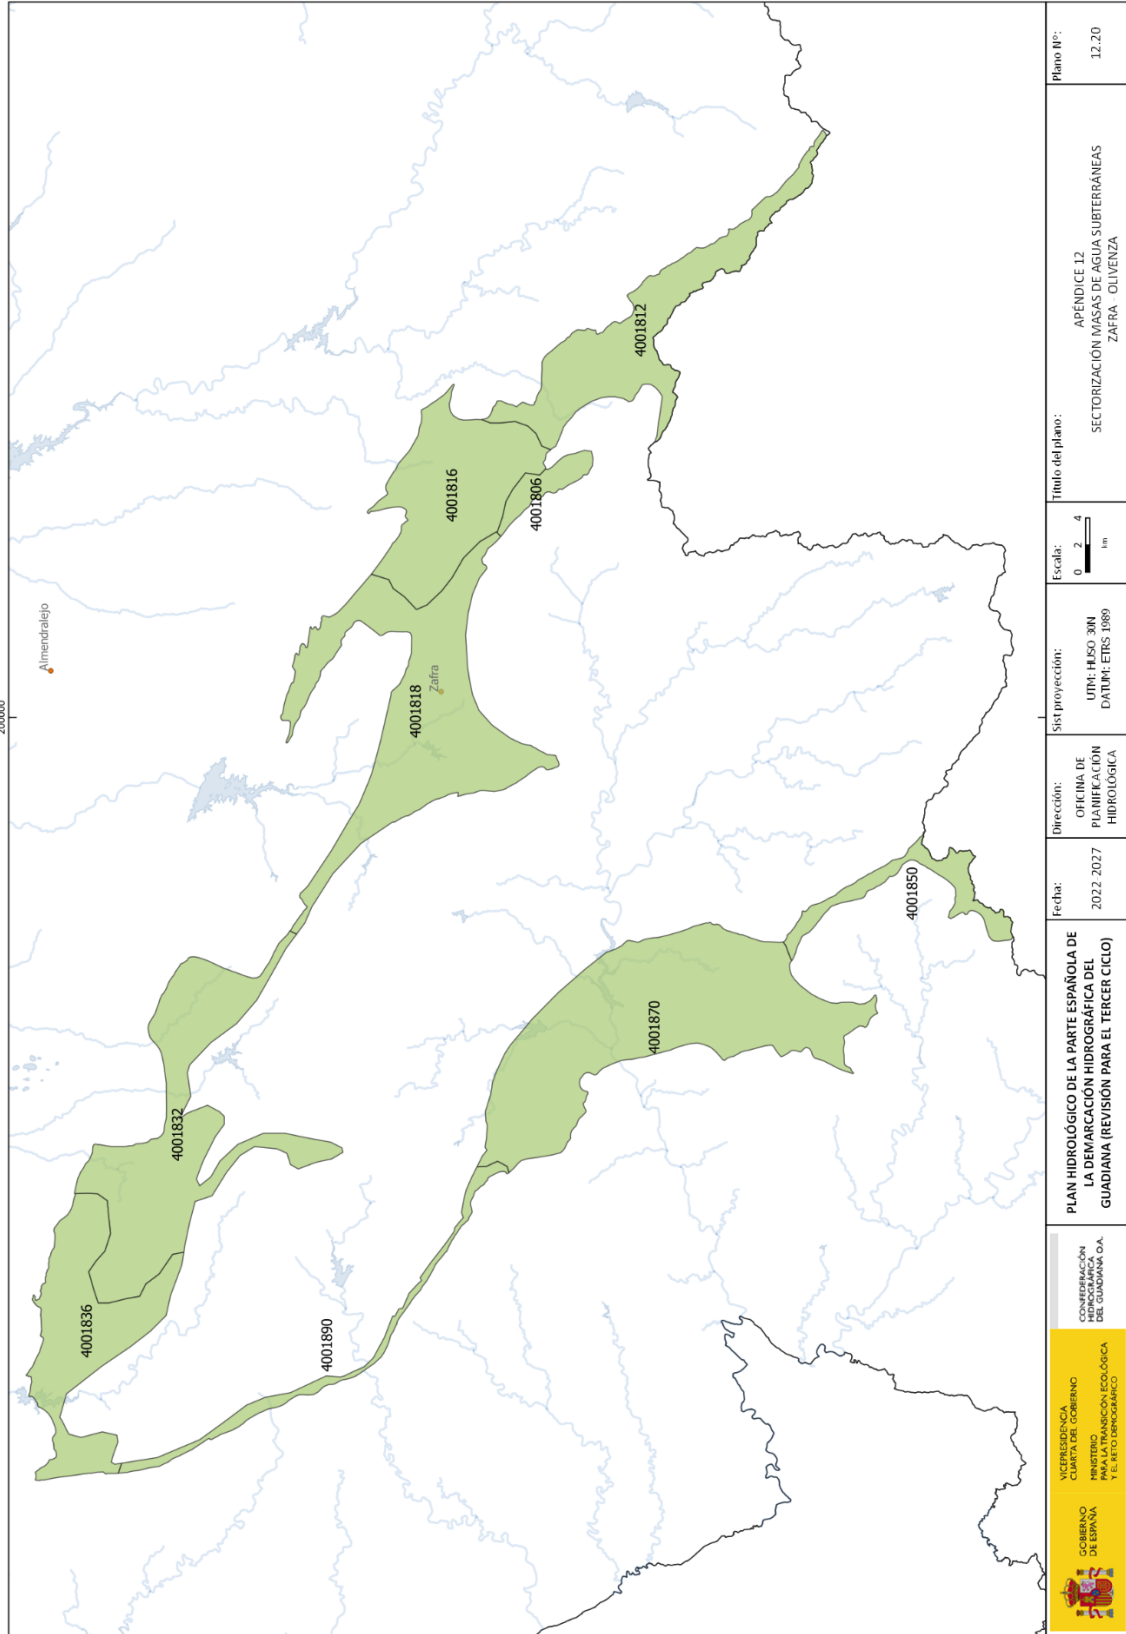 200000
Almendralejo
Zafra
4001836
4001832
4001890
4001818
4001816
4001806
4001812
4001870
4001850
GOBIERNO
DE ESPAÑA
VICEPRESIDENCIA
CUARTA DEL GOBIERNO
MINISTERIO
PARA LA TRANSICIÓN ECOLÓGICA
Y EL RETO DEMOGRÁFICO
CONFEDERACIÓN
HIDROGRÁFICA
DEL GUADIANA O.A.
PLAN HIDROLÓGICO DE LA PARTE ESPAÑOLA DE
LA DEMARCACIÓN HIDROGRÁFICA DEL
GUADIANA (REVISIÓN PARA EL TERCER CICLO)
Fecha:
2022-2027
Dirección:
OFICINA DE
PLANIFICACIÓN
HIDROLÓGICA
Sist proyección:
UTM: HUSO 30N
DATUM: ETRS 1989
Escala:
0 2 4
km
Título del plano:
APÉNDICE 12
SECTORIZACIÓN MASAS DE AGUA SUBTERRÁNEAS
ZAFRA - OLIVENZA
Plano Nº:
12.20